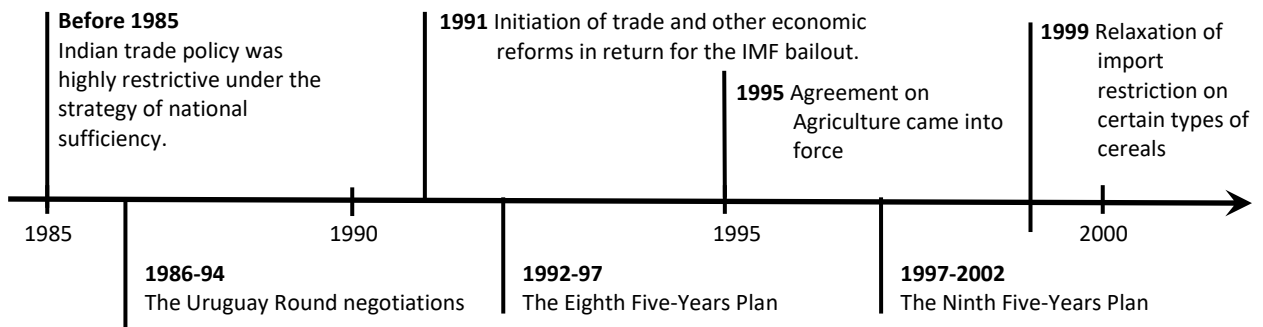 Before 1985
Indian trade policy was
highly restrictive under the
strategy of national
sufficiency.
1991 Initiation of trade and other economic
reforms in return for the IMF bailout.
1995 Agreement on
Agriculture came into
force
1999 Relaxation of
import
restriction on
certain types of
cereals
1985
1990
1995
2000
1986-94
The Uruguay Round negotiations
1992-97
The Eighth Five-Years Plan
1997-2002
The Ninth Five-Years Plan